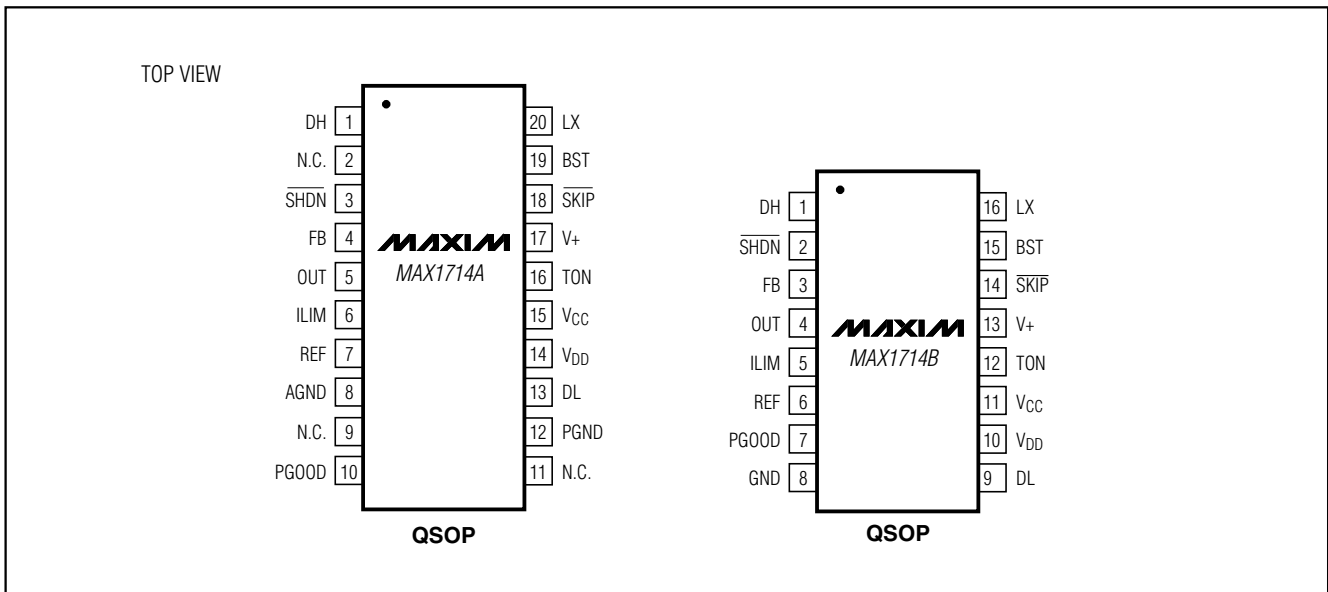 TOP VIEW
DH 1
N.C. 2
SHDN 3
FB 4
OUT 5
ILIM 6
REF 7
AGND 8
N.C. 9
PGOOD 10
MAXIM
MAX1714A
20 LX
19 BST
18 SKIP
17 V+
16 TON
15 VCC
14 VDD
13 DL
12 PGND
11 N.C.
QSOP
DH 1
SHDN 2
FB 3
OUT 4
ILIM 5
REF 6
PGOOD 7
GND 8
MAXIM
MAX1714B
16 LX
15 BST
14 SKIP
13 V+
12 TON
11 VCC
10 VDD
9 DL
QSOP